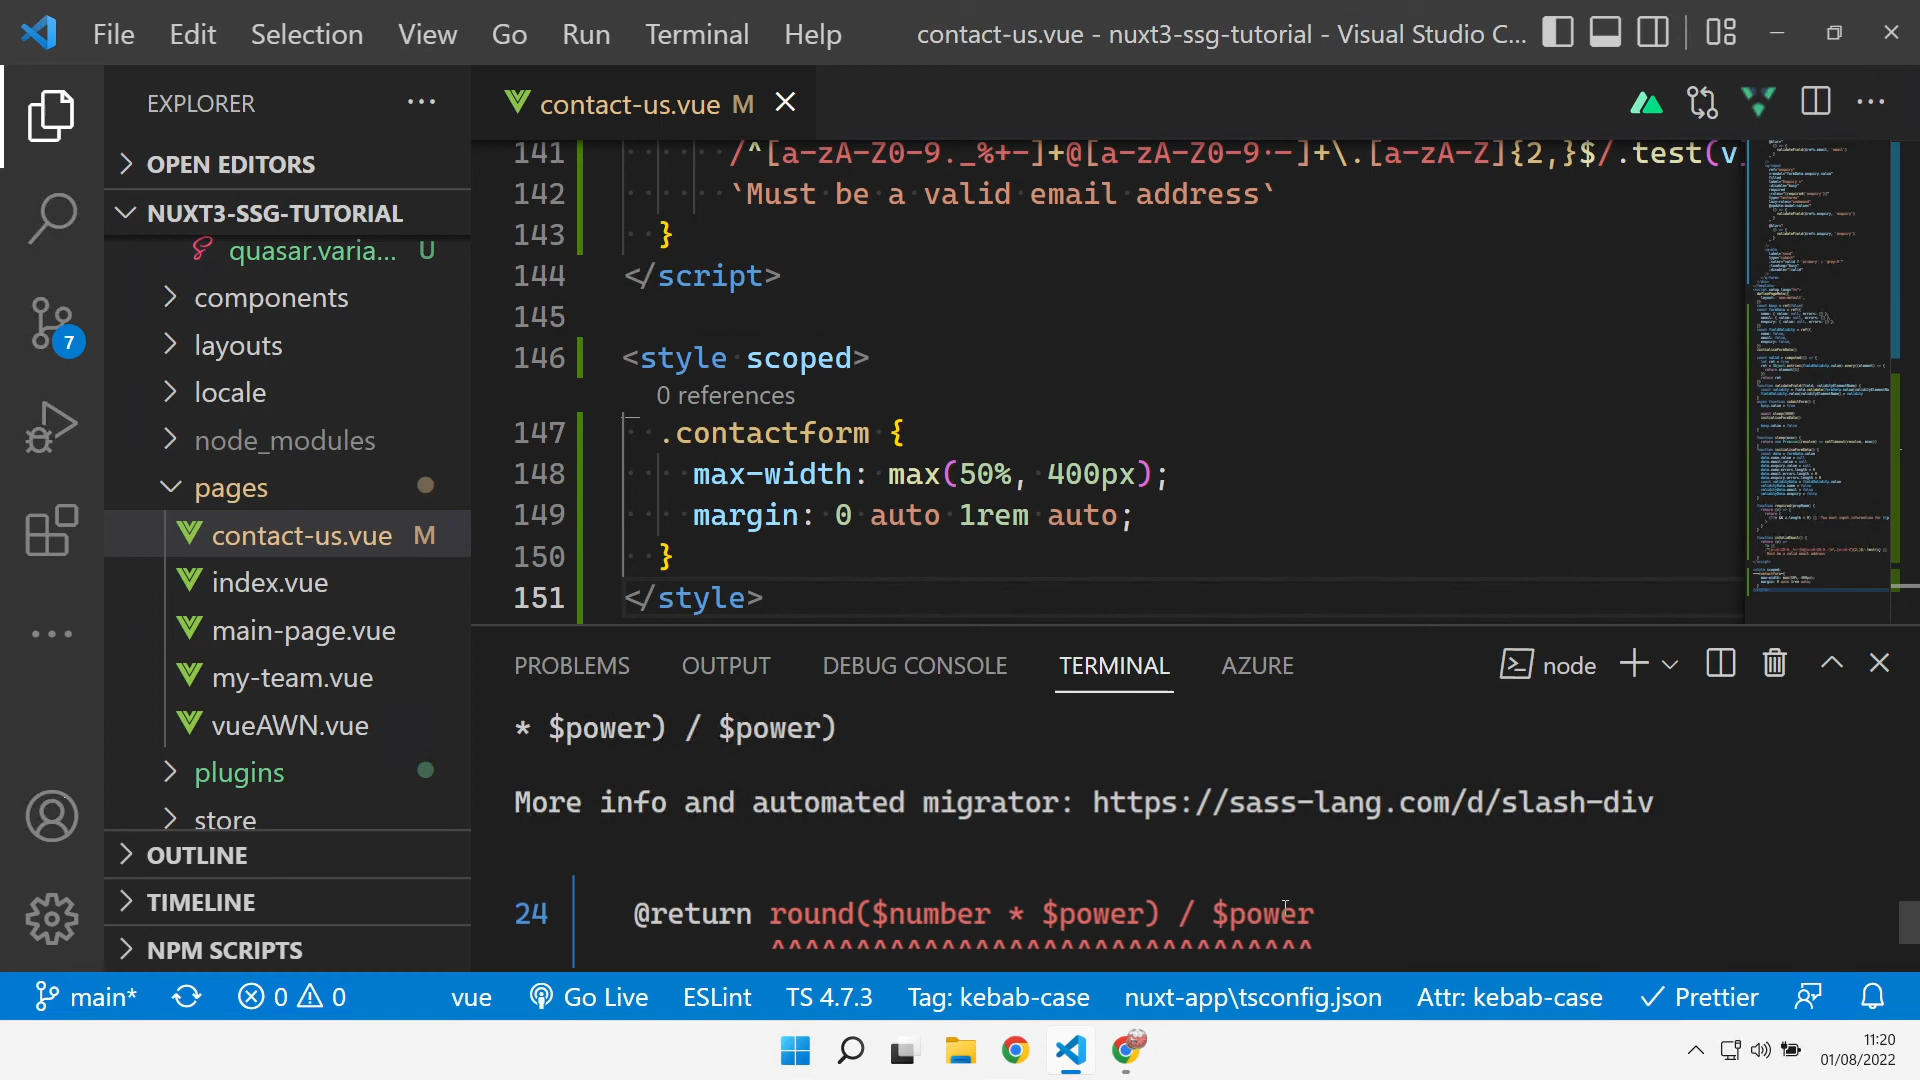 File Edit Selection View Go Run Terminal Help
contact-us.vue - nuxt3-ssg-tutorial - Visual Studio C...
EXPLORER
OPEN EDITORS
NUXT3-SSG-TUTORIAL
quasar.varia... U
components
layouts
locale
node_modules
pages
contact-us.vue M
index.vue
main-page.vue
my-team.vue
vueAWN.vue
plugins
store
OUTLINE
TIMELINE
NPM SCRIPTS
7
contact-us.vue M
141 /^[a-zA-Z0-9._%+-]+@[a-zA-Z0-9.-]+\.[a-zA-Z]{2,}$/.test(v
142 `Must be a valid email address`
143 }
144 </script>
145
146 <style scoped>
0 references
147 .contactform {
148 max-width: max(50%, 400px);
149 margin: 0 auto 1rem auto;
150 }
151 </style>
PROBLEMS OUTPUT DEBUG CONSOLE TERMINAL AZURE
node
* $power) / $power)
More info and automated migrator: https://sass-lang.com/d/slash-div
24 @return round($number * $power) / $power
^^^^^^^^^^^^^^^^^^^^^^^^^^^^^^^^
main* 0 0 vue Go Live ESLint TS 4.7.3 Tag: kebab-case nuxt-app\tsconfig.json Attr: kebab-case Prettier
11:20
01/08/2022